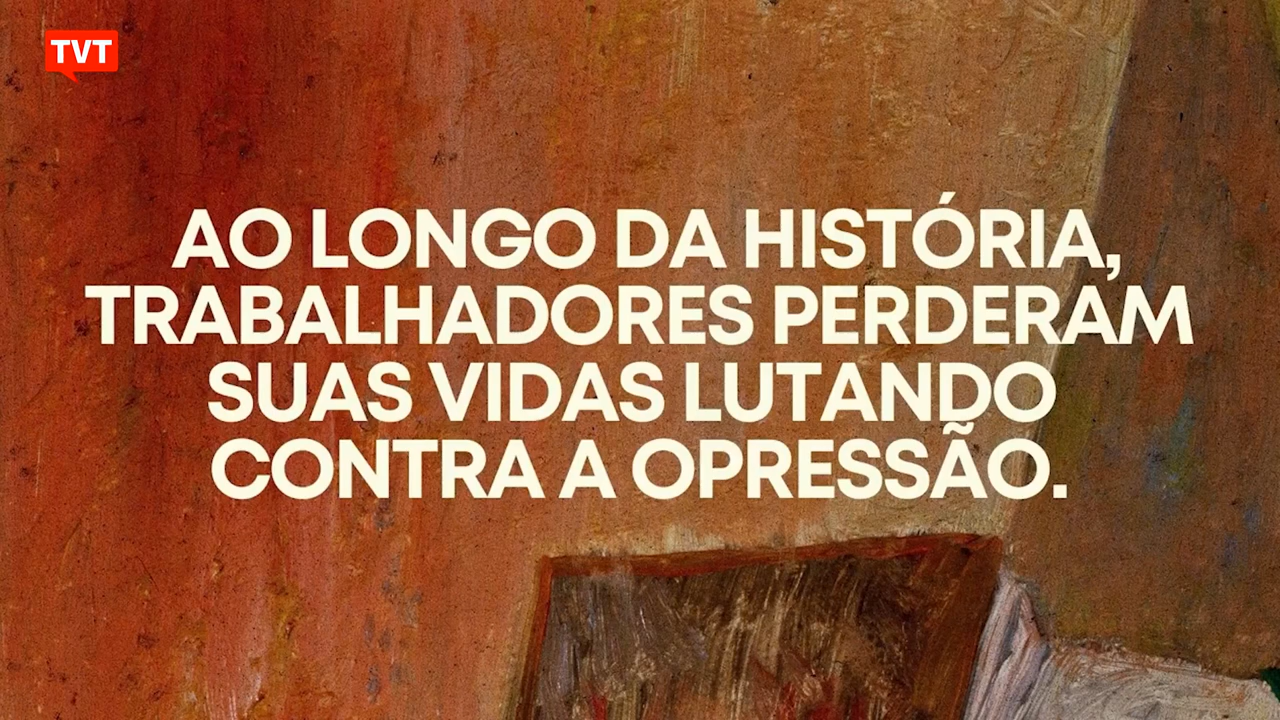 TVT
AO LONGO DA HISTÓRIA,
TRABALHADORES PERDERAM
SUAS VIDAS LUTANDO
CONTRA A OPRESSÃO.